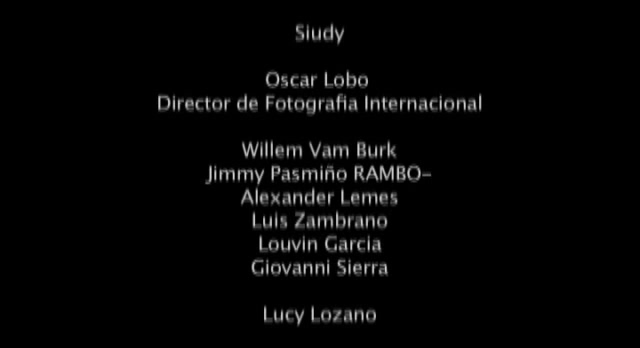 Siudy
Oscar Lobo
Director de Fotografia Internacional
Willem Vam Burk
Jimmy Pasmiño RAMBO-
Alexander Lemes
Luis Zambrano
Louvin Garcia
Giovanni Sierra
Lucy Lozano